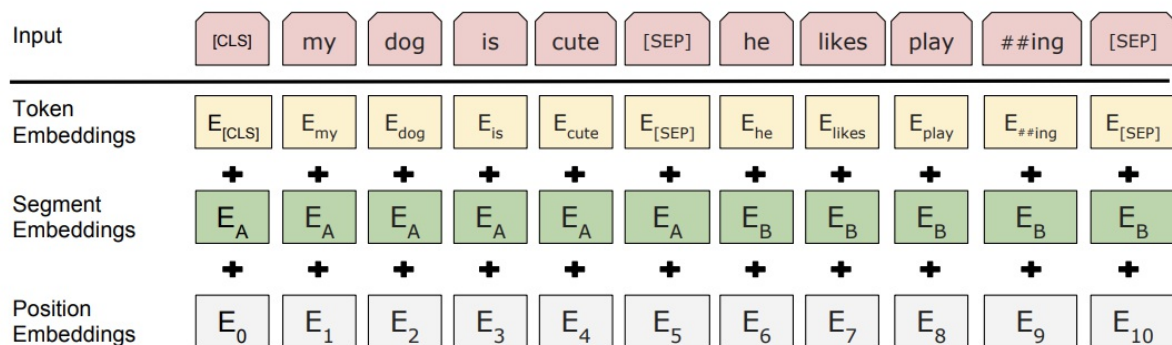 Input [CLS] my dog is cute [SEP] he likes play ##ing [SEP]
Token Embeddings E[CLS] Emy Edog Eis Ecute E[SEP] Ehe Elikes Eplay E##ing E[SEP]
+ + + + + + + + + + +
Segment Embeddings EA EA EA EA EA EA EB EB EB EB EB
+ + + + + + + + + + +
Position Embeddings E0 E1 E2 E3 E4 E5 E6 E7 E8 E9 E10